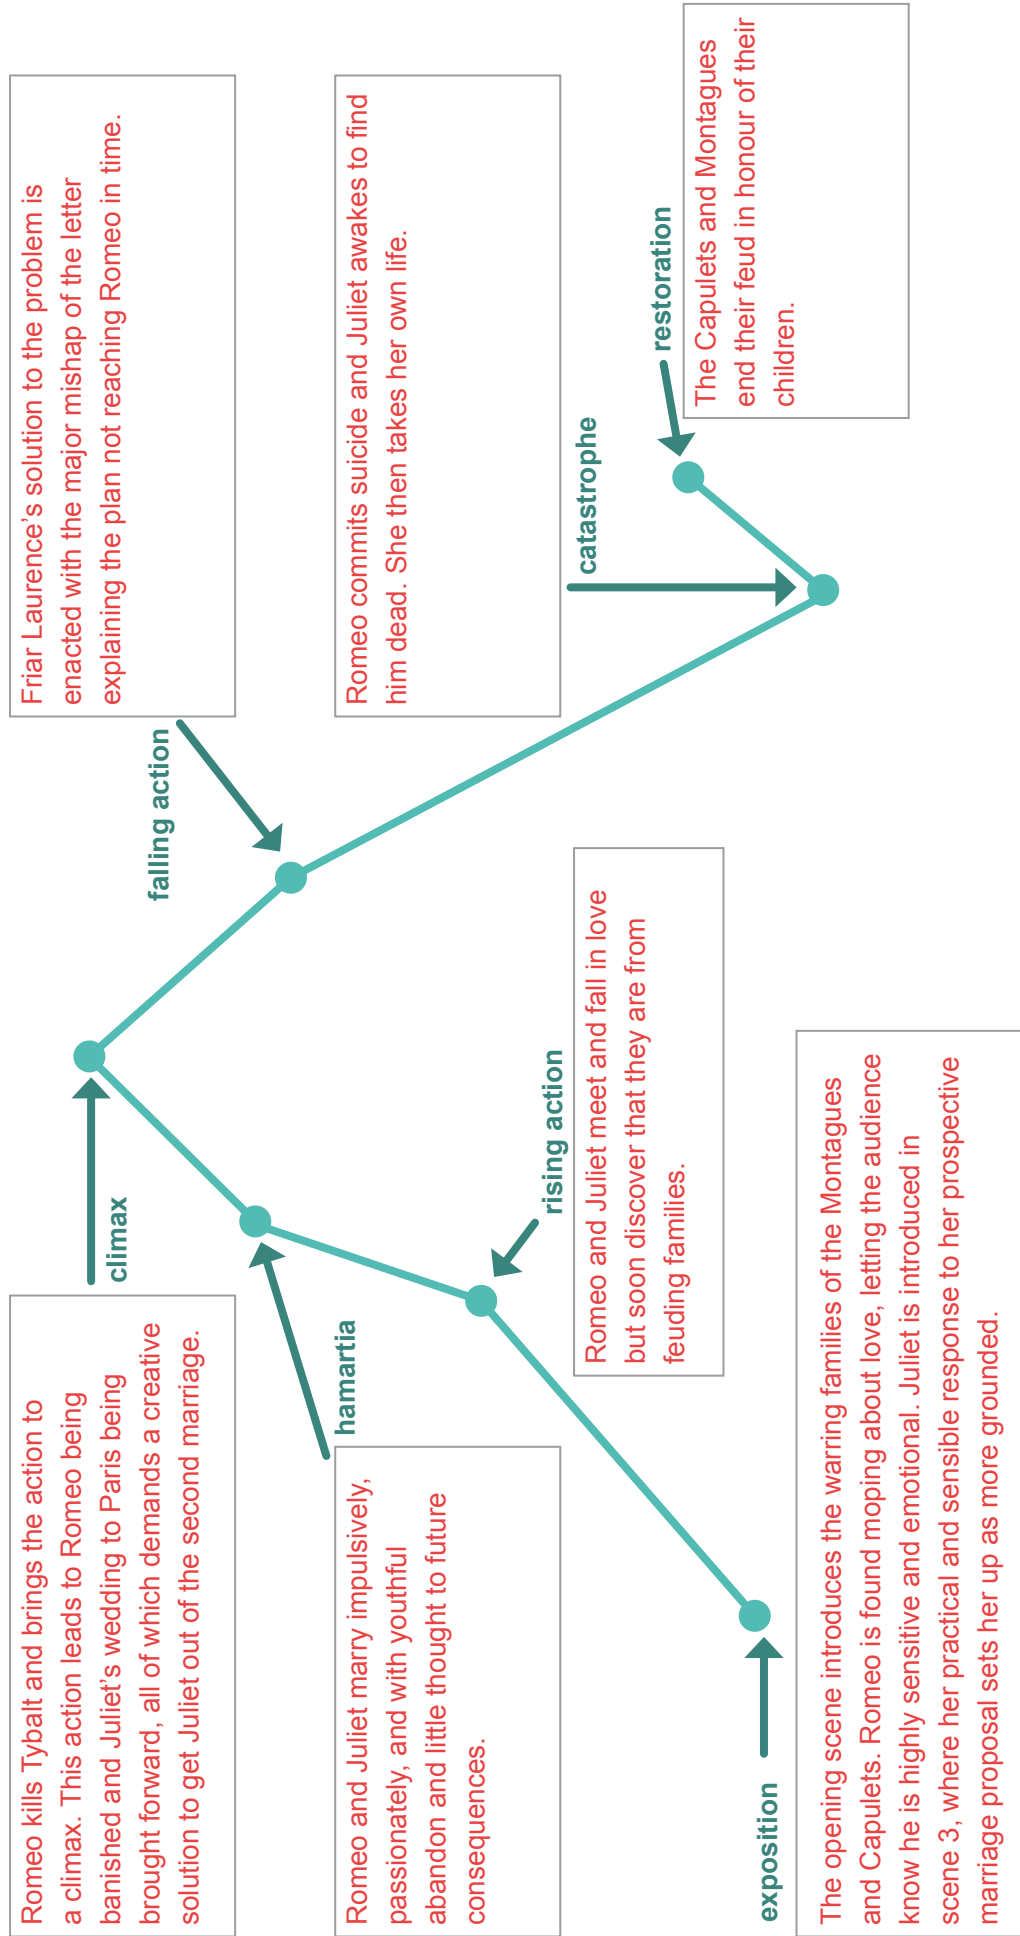 Romeo kills Tybalt and brings the action to
a climax. This action leads to Romeo being
banished and Juliet’s wedding to Paris being
brought forward, all of which demands a creative
solution to get Juliet out of the second marriage.
climax
Friar Laurence’s solution to the problem is
enacted with the major mishap of the letter
explaining the plan not reaching Romeo in time.
falling action
Romeo and Juliet marry impulsively,
passionately, and with youthful
abandon and little thought to future
consequences.
hamartia
Romeo commits suicide and Juliet awakes to find
him dead. She then takes her own life.
rising action
Romeo and Juliet meet and fall in love
but soon discover that they are from
feuding families.
catastrophe
restoration
The Capulets and Montagues
end their feud in honour of their
children.
exposition
The opening scene introduces the warring families of the Montagues
and Capulets. Romeo is found moping about love, letting the audience
know he is highly sensitive and emotional. Juliet is introduced in
scene 3, where her practical and sensible response to her prospective
marriage proposal sets her up as more grounded.